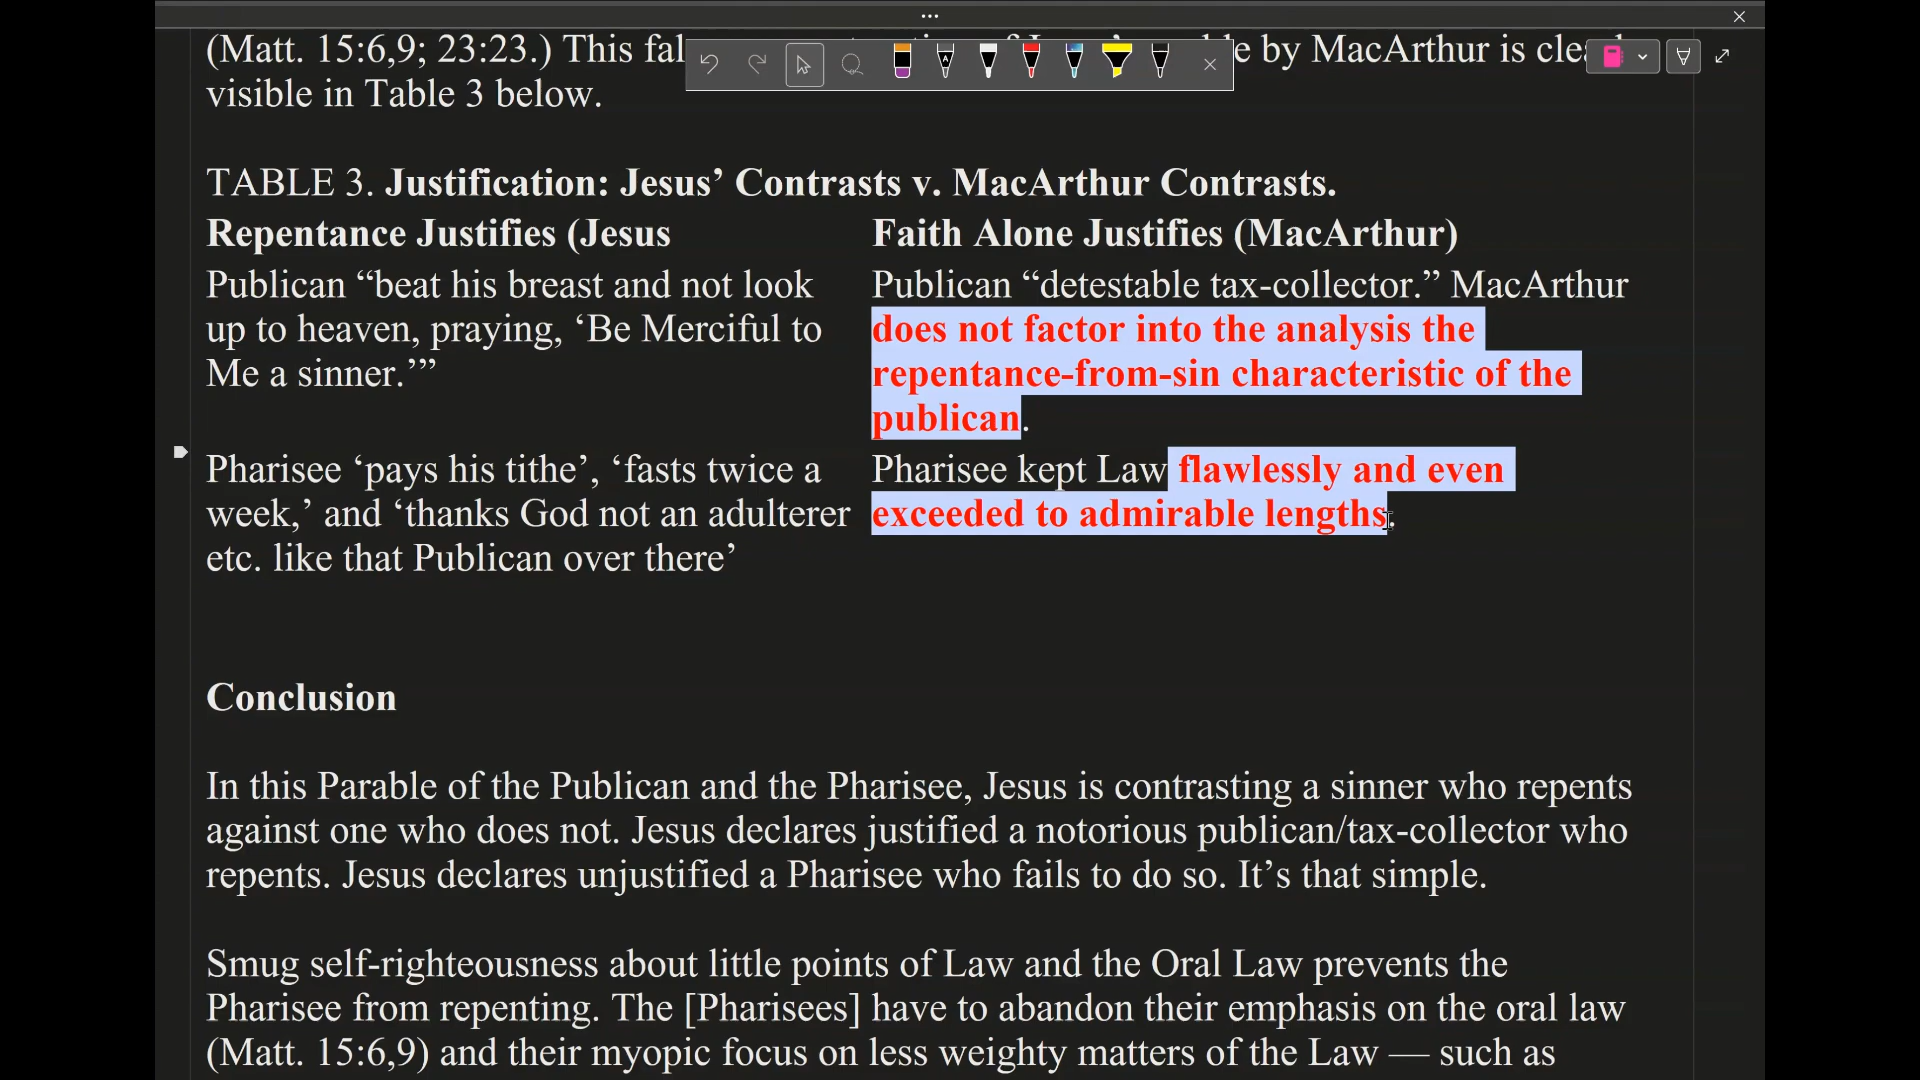 (Matt. 15:6,9; 23:23.) This fal by MacArthur is clea
visible in Table 3 below.
TABLE 3. Justification: Jesus’ Contrasts v. MacArthur Contrasts.
Repentance Justifies (Jesus
Faith Alone Justifies (MacArthur)
Publican “beat his breast and not look
up to heaven, praying, ‘Be Merciful to
Me a sinner.’”
Publican “detestable tax-collector.” MacArthur
does not factor into the analysis the
repentance-from-sin characteristic of the
publican.
Pharisee ‘pays his tithe’, ‘fasts twice a
week,’ and ‘thanks God not an adulterer
etc. like that Publican over there’
Pharisee kept Law flawlessly and even
exceeded to admirable lengths.
Conclusion
In this Parable of the Publican and the Pharisee, Jesus is contrasting a sinner who repents
against one who does not. Jesus declares justified a notorious publican/tax-collector who
repents. Jesus declares unjustified a Pharisee who fails to do so. It’s that simple.
Smug self-righteousness about little points of Law and the Oral Law prevents the
Pharisee from repenting. The [Pharisees] have to abandon their emphasis on the oral law
(Matt. 15:6,9) and their myopic focus on less weighty matters of the Law — such as